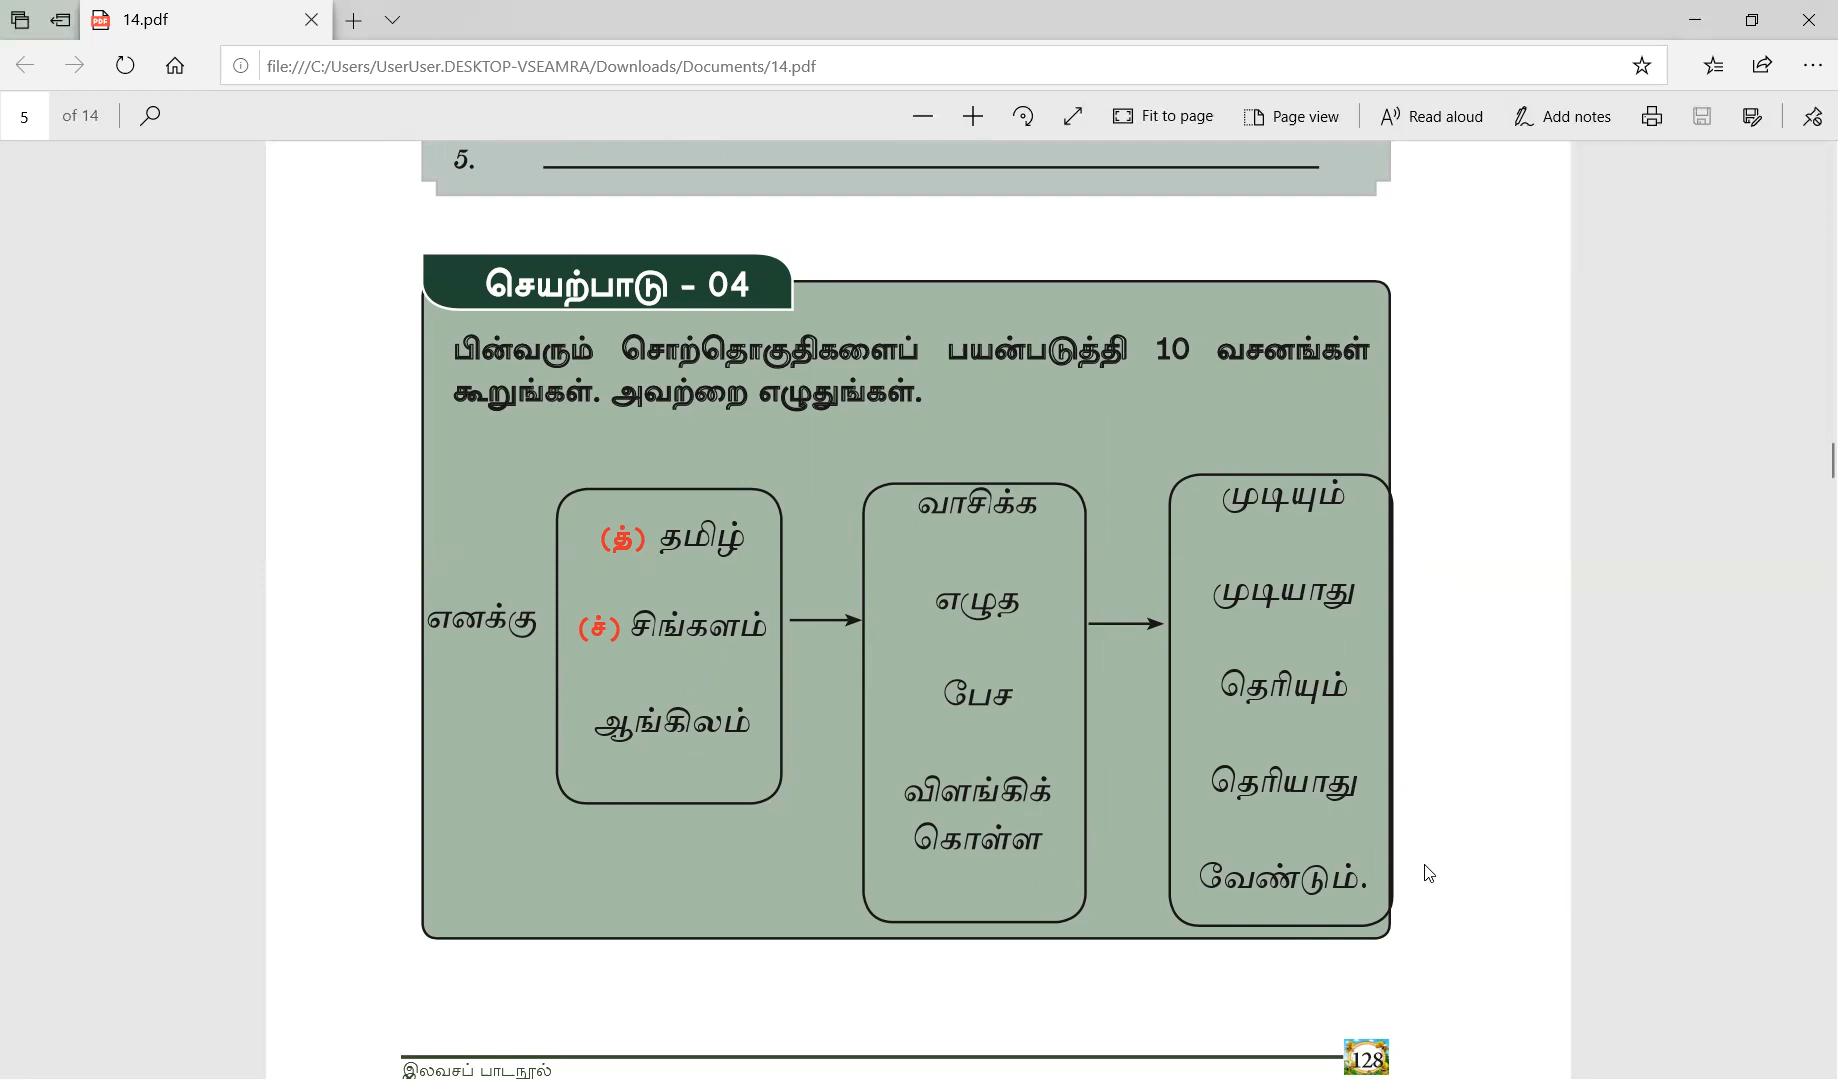 14.pdf
file:///C:/Users/UserUser.DESKTOP-VSEAMRA/Downloads/Documents/14.pdf
5 of 14 Fit to page Page view Read aloud Add notes
5.
செயற்பாடு - 04
பின்வரும் சொற்தொகுதிகளைப் பயன்படுத்தி 10 வசனங்கள்
கூறுங்கள். அவற்றை எழுதுங்கள்.
எனக்கு
(த்) தமிழ்
(ச்) சிங்களம்
ஆங்கிலம்
வாசிக்க
எழுத
பேச
விளங்கிக்
கொள்ள
முடியும்
முடியாது
தெரியும்
தெரியாது
வேண்டும்.
128
இலவசப் பாடநூல்